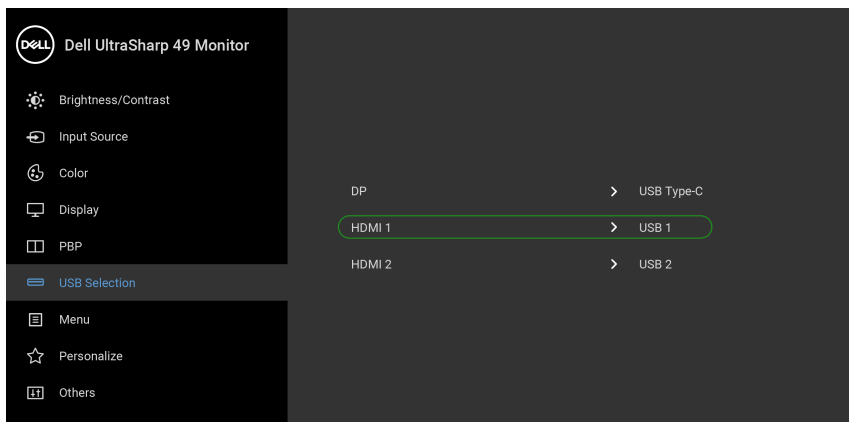 DELL Dell UltraSharp 49 Monitor
Brightness/Contrast
Input Source
Color
Display
PBP
USB Selection
Menu
Personalize
Others
DP USB Type-C
HDMI 1 USB 1
HDMI 2 USB 2